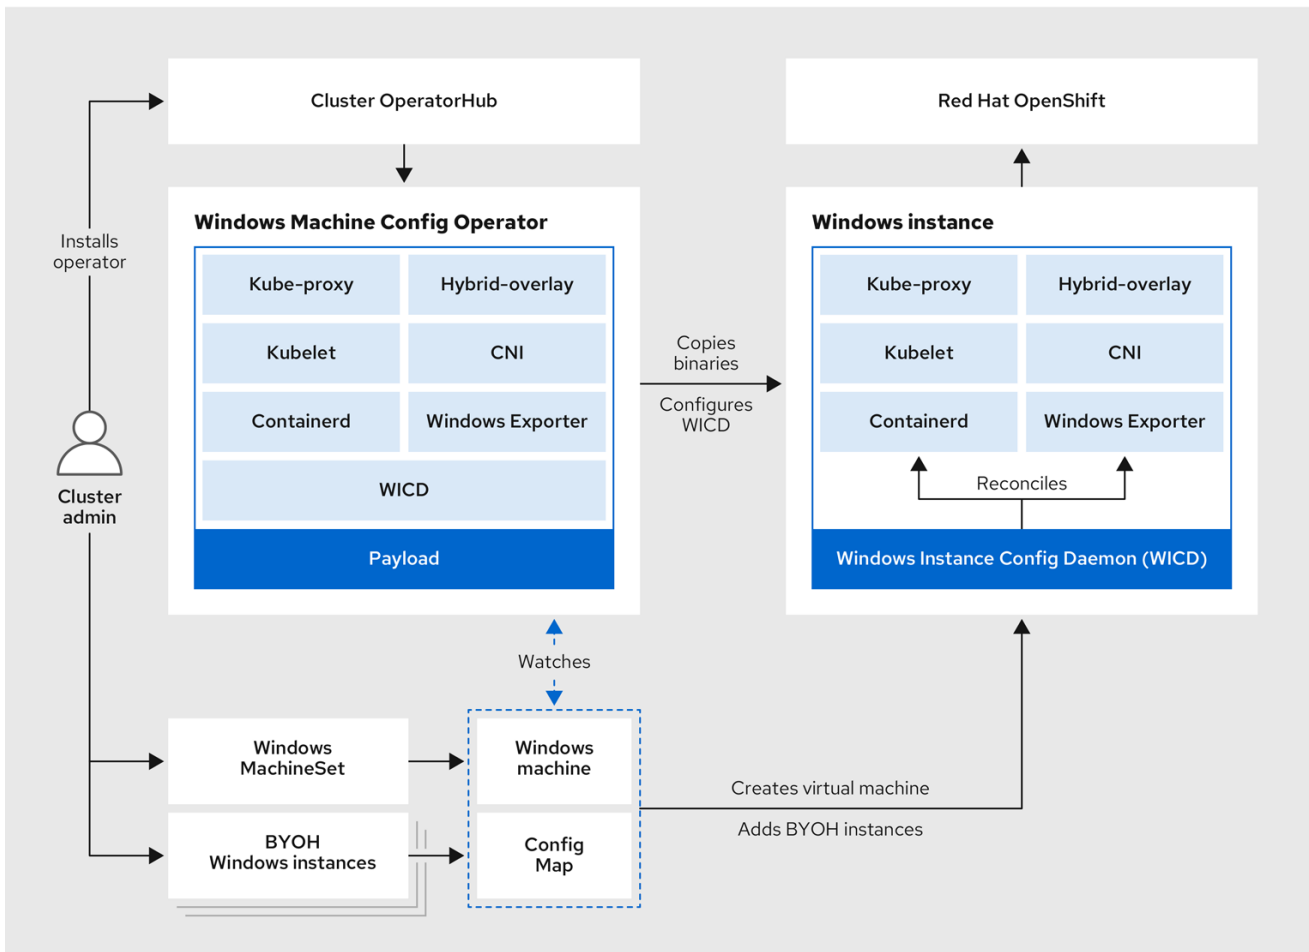 Cluster OperatorHub
Red Hat OpenShift
Installs
operator
Cluster
admin
Windows Machine Config Operator
Kube-proxy
Hybrid-overlay
Kubelet
CNI
Containerd
Windows Exporter
WICD
Payload
Copies
binaries
Configures
WICD
Windows instance
Kube-proxy
Hybrid-overlay
Kubelet
CNI
Containerd
Windows Exporter
Reconciles
Windows Instance Config Daemon (WICD)
Watches
Windows
MachineSet
Windows
machine
BYOH
Windows instances
Config
Map
Creates virtual machine
Adds BYOH instances